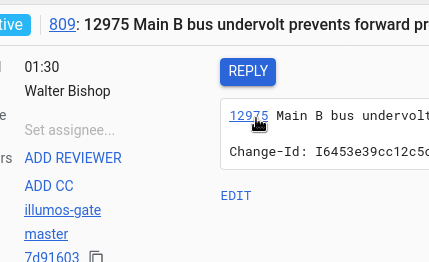 tive 809: 12975 Main B bus undervolt prevents forward pr
01:30
Walter Bishop
Set assignee...
ADD REVIEWER
ADD CC
illumos-gate
master
7d91603
REPLY
12975 Main B bus undervolt
Change-Id: I6453e39cc12c5c
EDIT